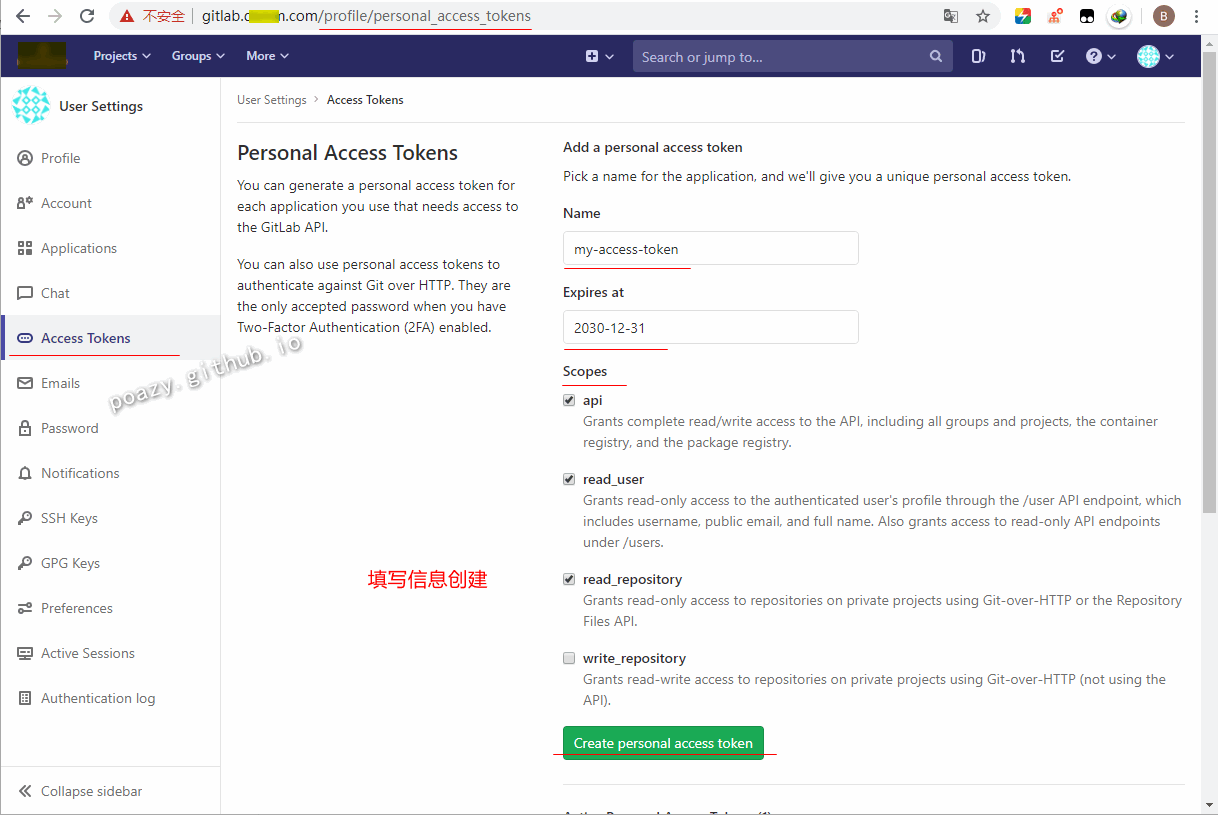 不安全
gitlab.
m.com/profile/personal_access_tokens
B
Projects
Groups
More
Search or jump to...
User Settings
Profile
Account
Applications
Chat
Access Tokens
Emails
Password
Notifications
SSH Keys
GPG Keys
Preferences
Active Sessions
Authentication log
Collapse sidebar
User Settings > Access Tokens
Personal Access Tokens
You can generate a personal access token for
each application you use that needs access to
the GitLab API.
You can also use personal access tokens to
authenticate against Git over HTTP. They are
the only accepted password when you have
Two-Factor Authentication (2FA) enabled.
poazy.github.io
填写信息创建
Add a personal access token
Pick a name for the application, and we'll give you a unique personal access token.
Name
my-access-token
Expires at
2030-12-31
Scopes
api
Grants complete read/write access to the API, including all groups and projects, the container
registry, and the package registry.
read_user
Grants read-only access to the authenticated user's profile through the /user API endpoint, which
includes username, public email, and full name. Also grants access to read-only API endpoints
under /users.
read_repository
Grants read-only access to repositories on private projects using Git-over-HTTP or the Repository
Files API.
write_repository
Grants read-write access to repositories on private projects using Git-over-HTTP (not using the
API).
Create personal access token